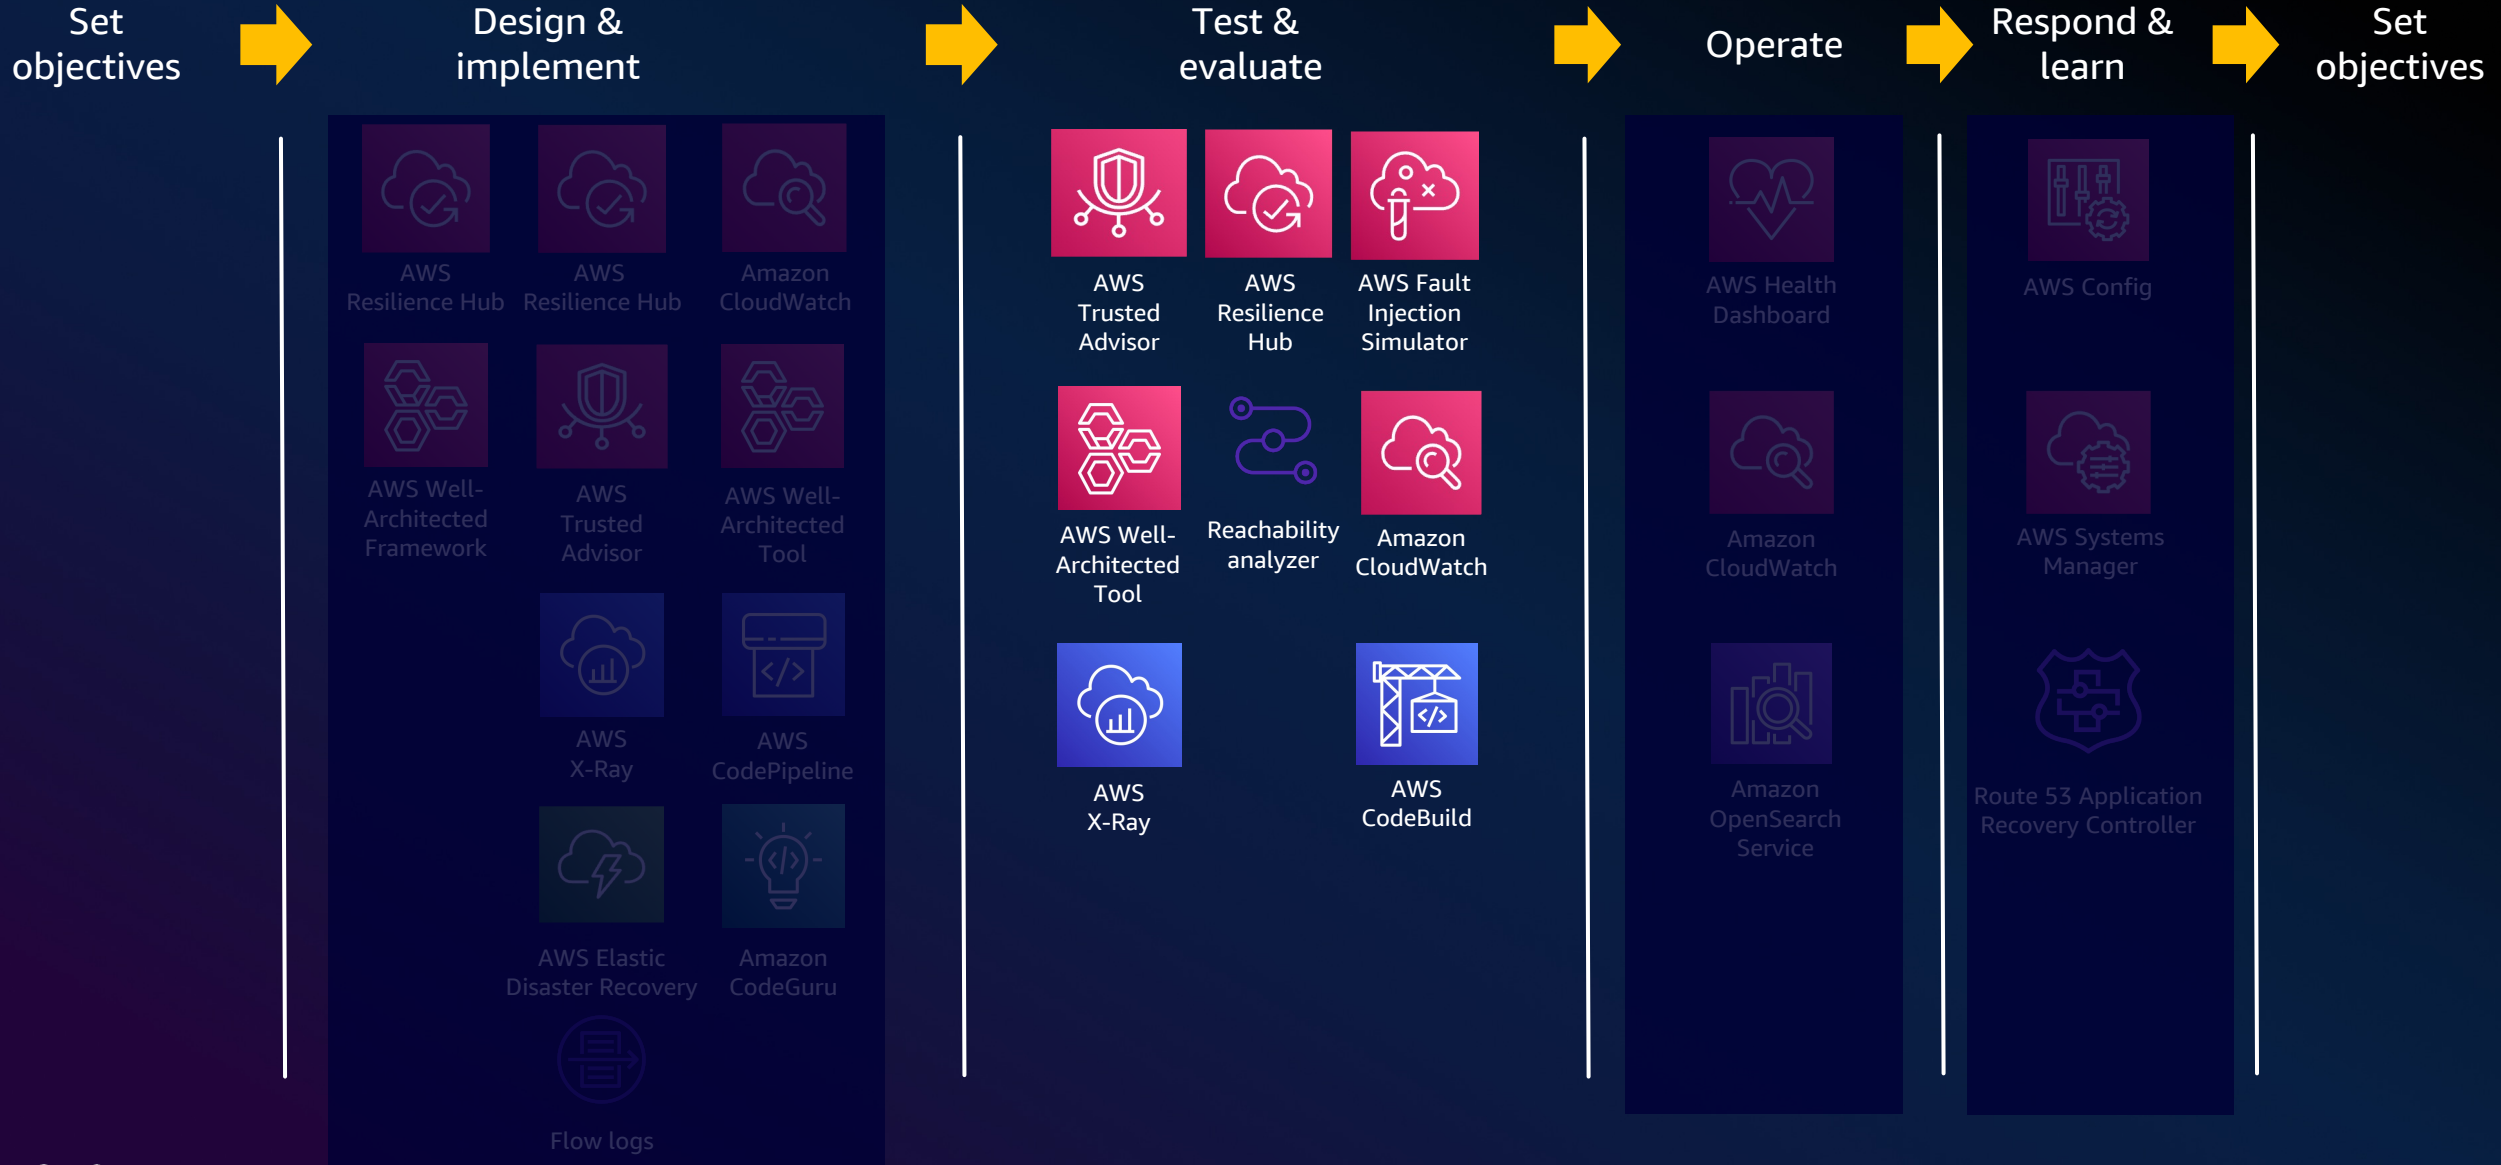 Set
objectives
Design &
implement
Test &
evaluate
Operate
Respond &
learn
Set
objectives
AWS
Resilience Hub
AWS
Resilience Hub
Amazon
CloudWatch
AWS Well-
Architected
Framework
AWS
Trusted
Advisor
AWS Well-
Architected
Tool
AWS
X-Ray
AWS
CodePipeline
AWS Elastic
Disaster Recovery
Amazon
CodeGuru
Flow logs
AWS
Trusted
Advisor
AWS
Resilience
Hub
AWS Fault
Injection
Simulator
AWS Well-
Architected
Tool
Reachability
analyzer
Amazon
CloudWatch
AWS
X-Ray
AWS
CodeBuild
AWS Health
Dashboard
Amazon
CloudWatch
Amazon
OpenSearch
Service
AWS Config
AWS Systems
Manager
Route 53 Application
Recovery Controller